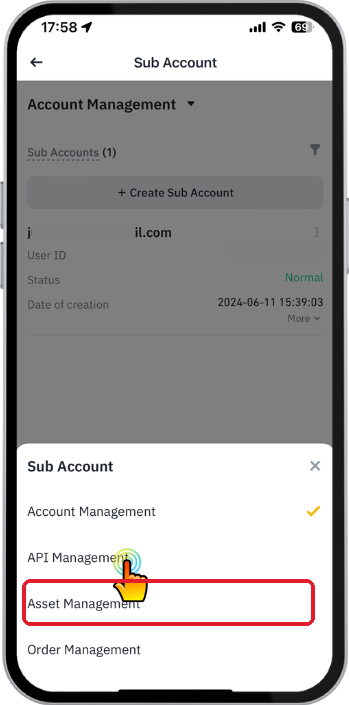 17:58
69
Sub Account
Account Management
Sub Accounts (1)
+ Create Sub Account
il.com
User ID
Status Normal
Date of creation 2024-06-11 15:39:03
More
Sub Account
Account Management
API Management
Asset Management
Order Management